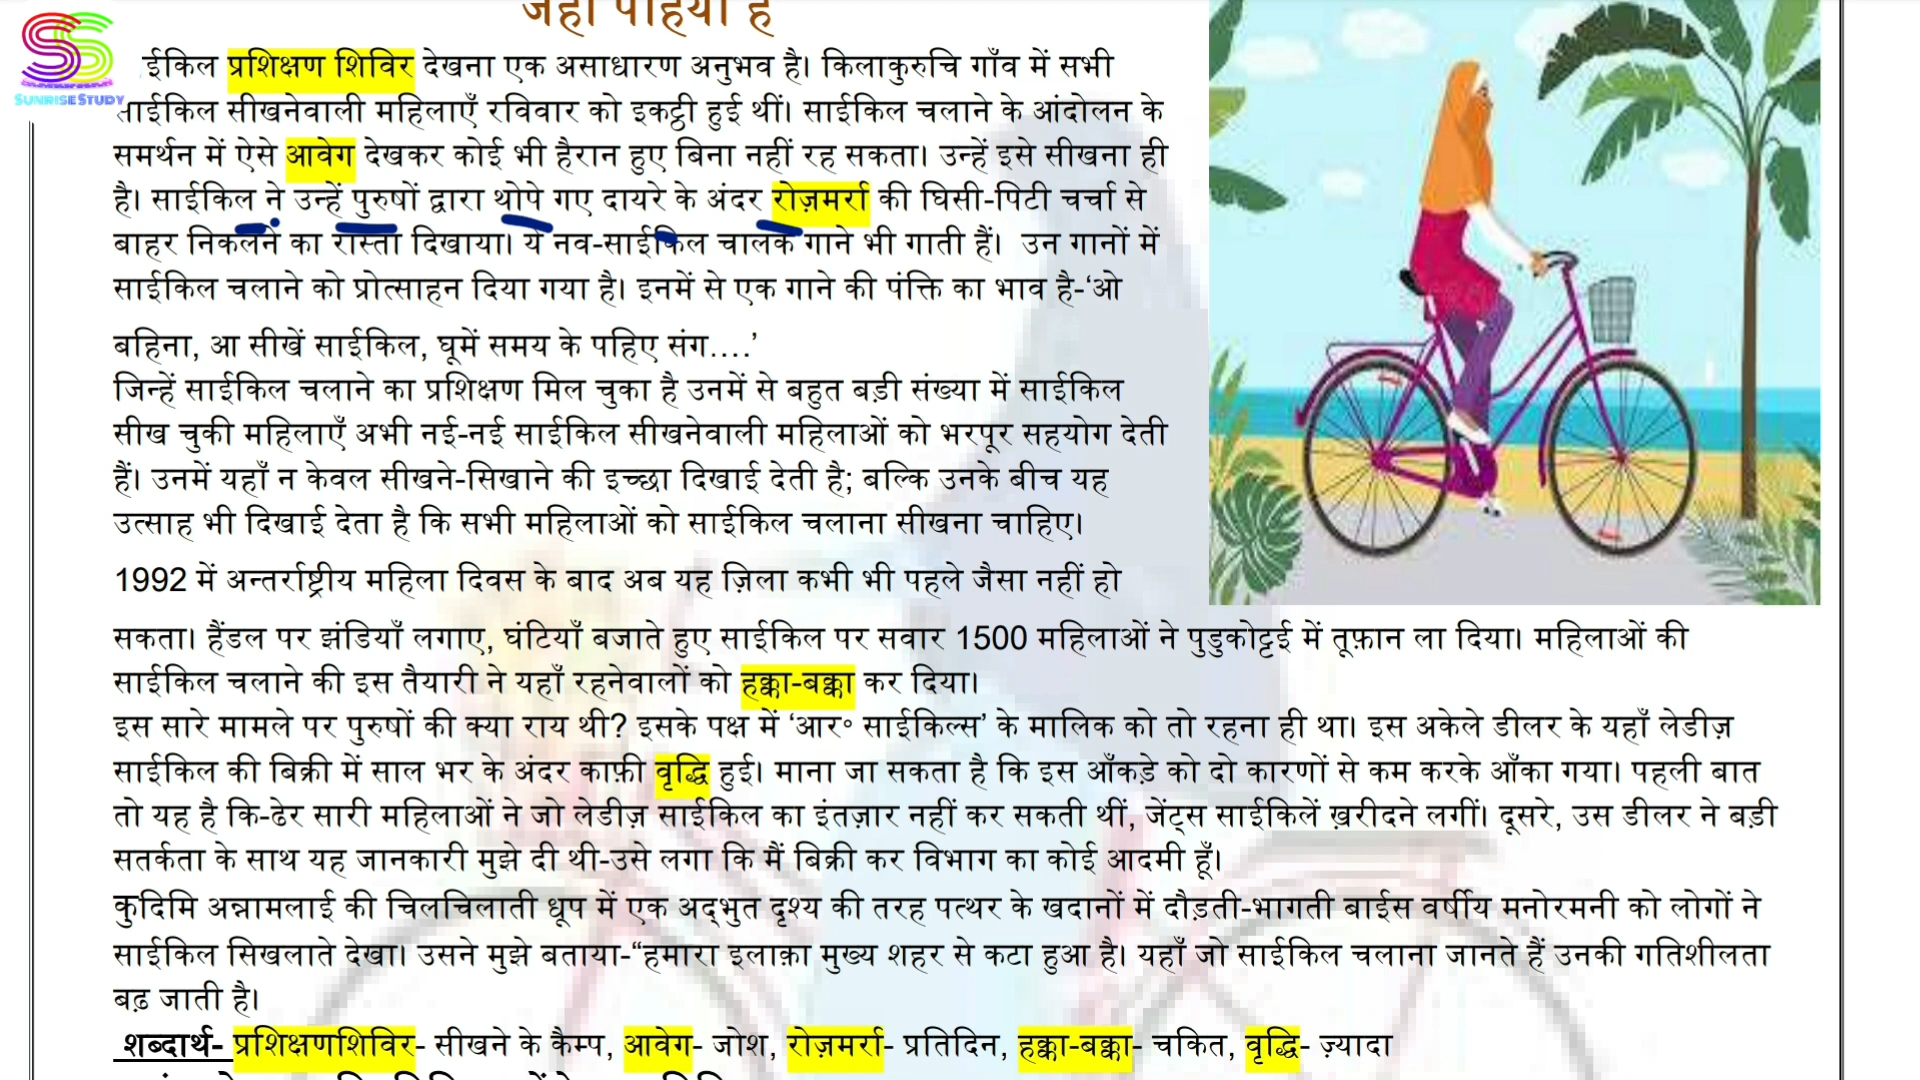 जहाँ पहिया है
SUNRISESTUDY
ईकिल प्रशिक्षण शिविर देखना एक असाधारण अनुभव है। किलाकुरुचि गाँव में सभी
साईकिल सीखनेवाली महिलाएँ रविवार को इकट्ठी हुई थीं। साईकिल चलाने के आंदोलन के
समर्थन में ऐसे आवेग देखकर कोई भी हैरान हुए बिना नहीं रह सकता। उन्हें इसे सीखना ही
है। साईकिल ने उन्हें पुरुषों द्वारा थोपे गए दायरे के अंदर रोज़मर्रा की घिसी-पिटी चर्चा से
बाहर निकलने का रास्ता दिखाया। ये नव-साईकिल चालक गाने भी गाती हैं। उन गानों में
साईकिल चलाने को प्रोत्साहन दिया गया है। इनमें से एक गाने की पंक्ति का भाव है-‘ओ
बहिना, आ सीखें साईकिल, घूमें समय के पहिए संग....’
जिन्हें साईकिल चलाने का प्रशिक्षण मिल चुका है उनमें से बहुत बड़ी संख्या में साईकिल
सीख चुकी महिलाएँ अभी नई-नई साईकिल सीखनेवाली महिलाओं को भरपूर सहयोग देती
हैं। उनमें यहाँ न केवल सीखने-सिखाने की इच्छा दिखाई देती है; बल्कि उनके बीच यह
उत्साह भी दिखाई देता है कि सभी महिलाओं को साईकिल चलाना सीखना चाहिए।
1992 में अन्तर्राष्ट्रीय महिला दिवस के बाद अब यह ज़िला कभी भी पहले जैसा नहीं हो
सकता। हैंडल पर झंडियाँ लगाए, घंटियाँ बजाते हुए साईकिल पर सवार 1500 महिलाओं ने पुडुकोट्टई में तूफ़ान ला दिया। महिलाओं की
साईकिल चलाने की इस तैयारी ने यहाँ रहनेवालों को हक्का-बक्का कर दिया।
इस सारे मामले पर पुरुषों की क्या राय थी? इसके पक्ष में ‘आर॰ साईकिल्स’ के मालिक को तो रहना ही था। इस अकेले डीलर के यहाँ लेडीज़
साईकिल की बिक्री में साल भर के अंदर काफ़ी वृद्धि हुई। माना जा सकता है कि इस आँकड़े को दो कारणों से कम करके आँका गया। पहली बात
तो यह है कि-ढेर सारी महिलाओं ने जो लेडीज़ साईकिल का इंतज़ार नहीं कर सकती थीं, जेंट्स साईकिलें ख़रीदने लगीं। दूसरे, उस डीलर ने बड़ी
सतर्कता के साथ यह जानकारी मुझे दी थी-उसे लगा कि मैं बिक्री कर विभाग का कोई आदमी हूँ।
कुदिमि अन्नामलाई की चिलचिलाती धूप में एक अद्‌भुत दृश्य की तरह पत्थर के खदानों में दौड़ती-भागती बाईस वर्षीय मनोरमनी को लोगों ने
साईकिल सिखलाते देखा। उसने मुझे बताया-“हमारा इलाक़ा मुख्य शहर से कटा हुआ है। यहाँ जो साईकिल चलाना जानते हैं उनकी गतिशीलता
बढ़ जाती है।
शब्दार्थ- प्रशिक्षणशिविर- सीखने के कैम्प, आवेग- जोश, रोज़मर्रा- प्रतिदिन, हक्का-बक्का- चकित, वृद्धि- ज़्यादा